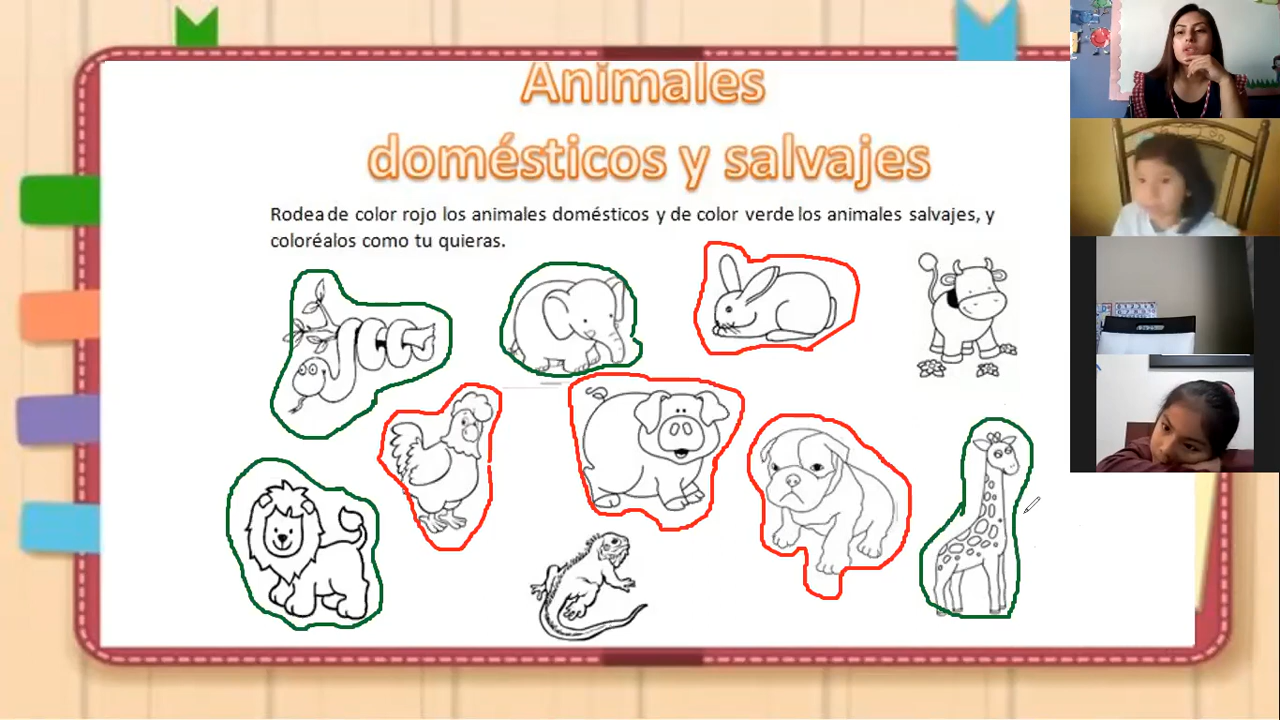 Animales
domésticos y salvajes
Rodea de color rojo los animales domésticos y de color verde los animales salvajes, y
coloréalos como tu quieras.